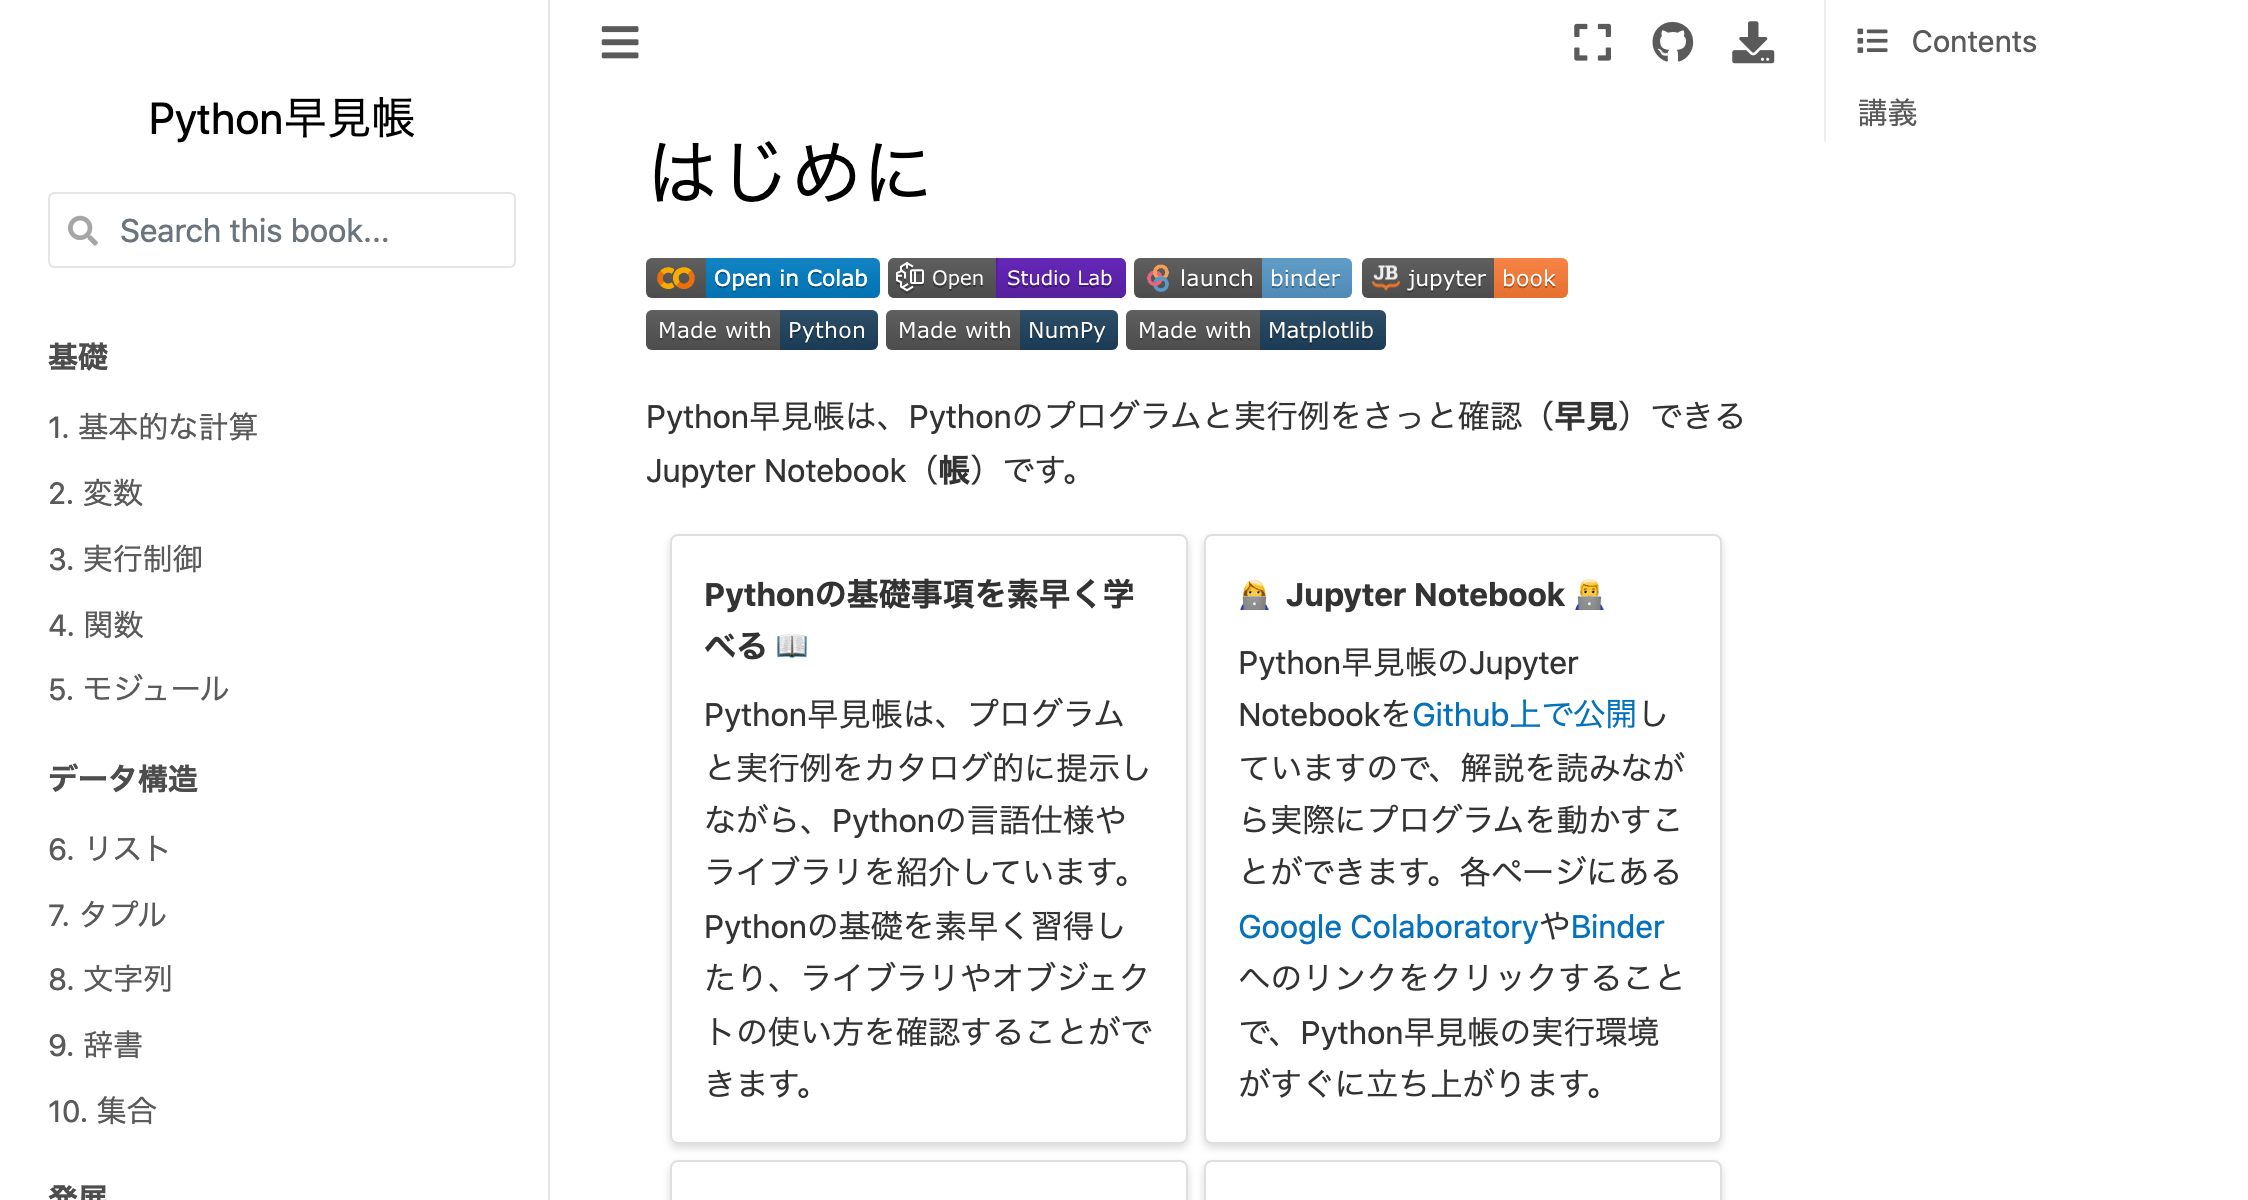 Python早見帳
Search this book...
基礎
1. 基本的な計算
2. 変数
3. 実行制御
4. 関数
5. モジュール
データ構造
6. リスト
7. タプル
8. 文字列
9. 辞書
10. 集合
発展
はじめに
Open in Colab
Open Studio Lab
launch binder
JB jupyter book
Made with Python
Made with NumPy
Made with Matplotlib
Python早見帳は、Pythonのプログラムと実行例をさっと確認（早見）できる
Jupyter Notebook（帳）です。
Pythonの基礎事項を素早く学
べる
Python早見帳は、プログラム
と実行例をカタログ的に提示し
ながら、Pythonの言語仕様や
ライブラリを紹介しています。
Pythonの基礎を素早く習得し
たり、ライブラリやオブジェク
トの使い方を確認することがで
きます。
Jupyter Notebook
Python早見帳のJupyter
NotebookをGithub上で公開し
ていますので、解説を読みなが
ら実際にプログラムを動かすこ
とができます。各ページにある
Google ColaboratoryやBinder
へのリンクをクリックすること
で、Python早見帳の実行環境
がすぐに立ち上がります。
Contents
講義